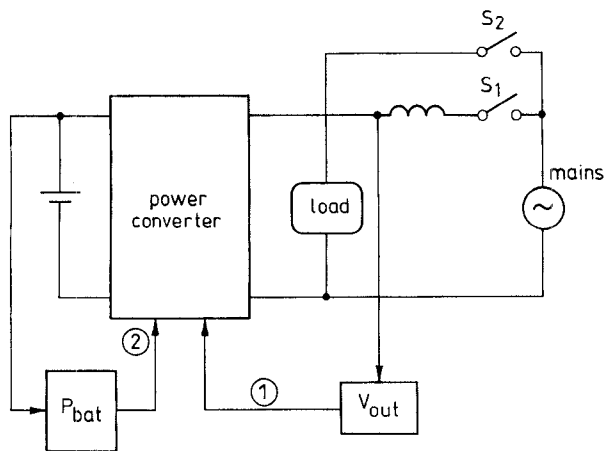 S2
S1
mains
~
power
converter
load
2
1
Pbat
Vout